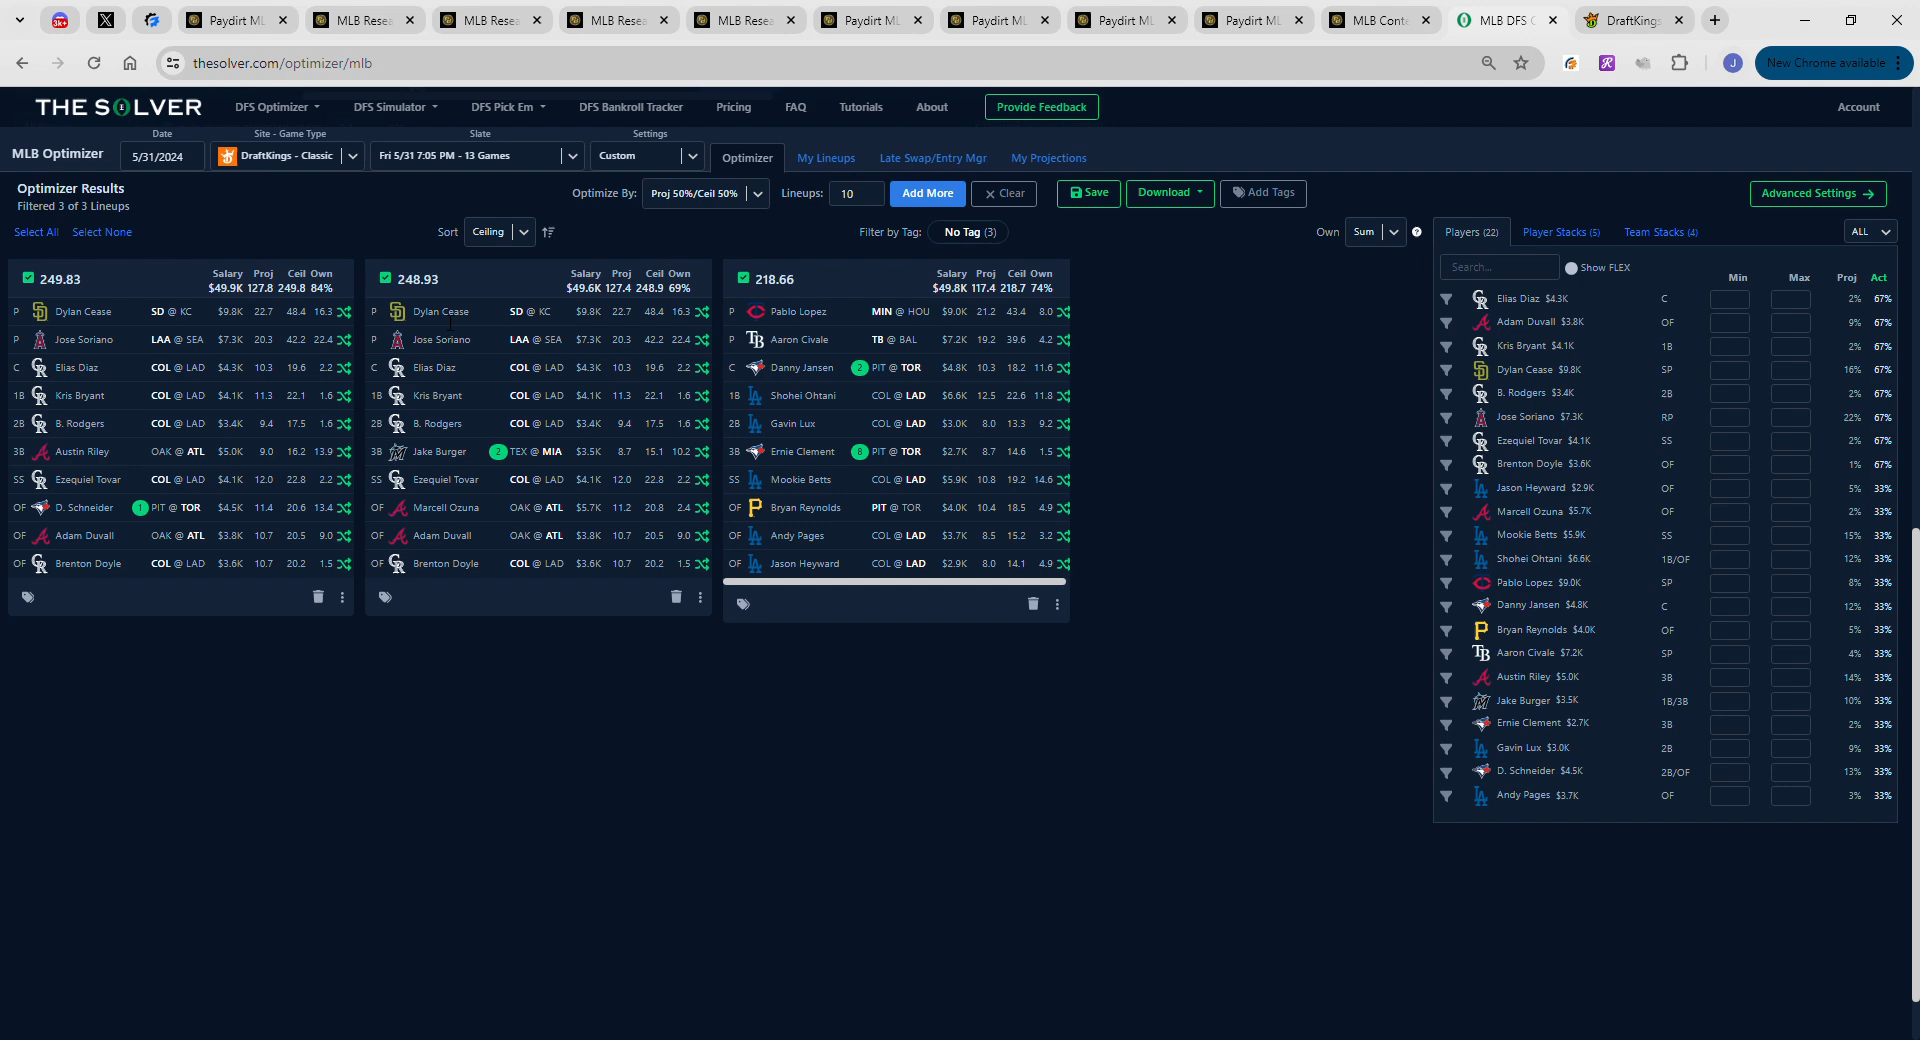 3k+ Paydirt ML MLB Resea MLB Resea MLB Resea MLB Resea Paydirt ML Paydirt ML Paydirt ML Paydirt ML MLB Cont MLB DFS DraftKings
thesolver.com/optimizer/mlb J New Chrome available
THE SOLVER DFS Optimizer DFS Simulator DFS Pick Em DFS Bankroll Tracker Pricing FAQ Tutorials About Provide Feedback Account
Date Site - Game Type Slate Settings
MLB Optimizer 5/31/2024 DraftKings - Classic Fri 5/31 7:05 PM - 13 Games Custom Optimizer My Lineups Late Swap/Entry Mgr My Projections
Optimizer Results
Filtered 3 of 3 Lineups
Optimize By: Proj 50%/Ceil 50% Lineups: 10 Add More Clear Save Download Add Tags Advanced Settings
Select All Select None Sort Ceiling Filter by Tag: No Tag (3) Own Sum
249.83 Salary Proj Ceil Own
$49.9K 127.8 249.8 84%
P Dylan Cease SD @ KC $9.8K 22.7 48.4 16.3
P Jose Soriano LAA @ SEA $7.3K 20.3 42.2 22.4
C Elias Diaz COL @ LAD $4.3K 10.3 19.6 2.2
1B Kris Bryant COL @ LAD $4.1K 11.3 22.1 1.6
2B B. Rodgers COL @ LAD $3.4K 9.4 17.5 1.6
3B Austin Riley OAK @ ATL $5.0K 9.0 16.2 13.9
SS Ezequiel Tovar COL @ LAD $4.1K 12.0 22.8 2.2
OF D. Schneider 1 PIT @ TOR $4.5K 11.4 20.6 13.4
OF Adam Duvall OAK @ ATL $3.8K 10.7 20.5 9.0
OF Brenton Doyle COL @ LAD $3.6K 10.7 20.2 1.5
248.93 Salary Proj Ceil Own
$49.6K 127.4 248.9 69%
P Dylan Cease SD @ KC $9.8K 22.7 48.4 16.3
P Jose Soriano LAA @ SEA $7.3K 20.3 42.2 22.4
C Elias Diaz COL @ LAD $4.3K 10.3 19.6 2.2
1B Kris Bryant COL @ LAD $4.1K 11.3 22.1 1.6
2B B. Rodgers COL @ LAD $3.4K 9.4 17.5 1.6
3B Jake Burger 2 TEX @ MIA $3.5K 8.7 15.1 10.2
SS Ezequiel Tovar COL @ LAD $4.1K 12.0 22.8 2.2
OF Marcell Ozuna OAK @ ATL $5.7K 11.2 20.8 2.4
OF Adam Duvall OAK @ ATL $3.8K 10.7 20.5 9.0
OF Brenton Doyle COL @ LAD $3.6K 10.7 20.2 1.5
218.66 Salary Proj Ceil Own
$49.8K 117.4 218.7 74%
P Pablo Lopez MIN @ HOU $9.0K 21.2 43.4 8.0
P Aaron Civale TB @ BAL $7.2K 19.2 39.6 4.2
C Danny Jansen 2 PIT @ TOR $4.8K 10.3 18.2 11.6
1B Shohei Ohtani COL @ LAD $6.6K 12.5 22.6 11.8
2B Gavin Lux COL @ LAD $3.0K 8.0 13.3 9.2
3B Ernie Clement 8 PIT @ TOR $2.7K 8.7 14.6 1.5
SS Mookie Betts COL @ LAD $5.9K 10.8 19.2 14.6
OF Bryan Reynolds PIT @ TOR $4.0K 10.4 18.5 4.9
OF Andy Pages COL @ LAD $3.7K 8.5 15.2 3.2
OF Jason Heyward COL @ LAD $2.9K 8.0 14.1 4.9
Players (22) Player Stacks (5) Team Stacks (4) ALL
Search... Show FLEX Min Max Proj Act
Elias Diaz $4.3K C 2% 67%
Adam Duvall $3.8K OF 9% 67%
Kris Bryant $4.1K 1B 2% 67%
Dylan Cease $9.8K SP 16% 67%
B. Rodgers $3.4K 2B 2% 67%
Jose Soriano $7.3K RP 22% 67%
Ezequiel Tovar $4.1K SS 2% 67%
Brenton Doyle $3.6K OF 1% 67%
Jason Heyward $2.9K OF 5% 33%
Marcell Ozuna $5.7K OF 2% 33%
Mookie Betts $5.9K SS 15% 33%
Shohei Ohtani $6.6K 1B/OF 12% 33%
Pablo Lopez $9.0K SP 8% 33%
Danny Jansen $4.8K C 12% 33%
Bryan Reynolds $4.0K OF 5% 33%
Aaron Civale $7.2K SP 4% 33%
Austin Riley $5.0K 3B 14% 33%
Jake Burger $3.5K 1B/3B 10% 33%
Ernie Clement $2.7K 3B 2% 33%
Gavin Lux $3.0K 2B 9% 33%
D. Schneider $4.5K 2B/OF 13% 33%
Andy Pages $3.7K OF 3% 33%